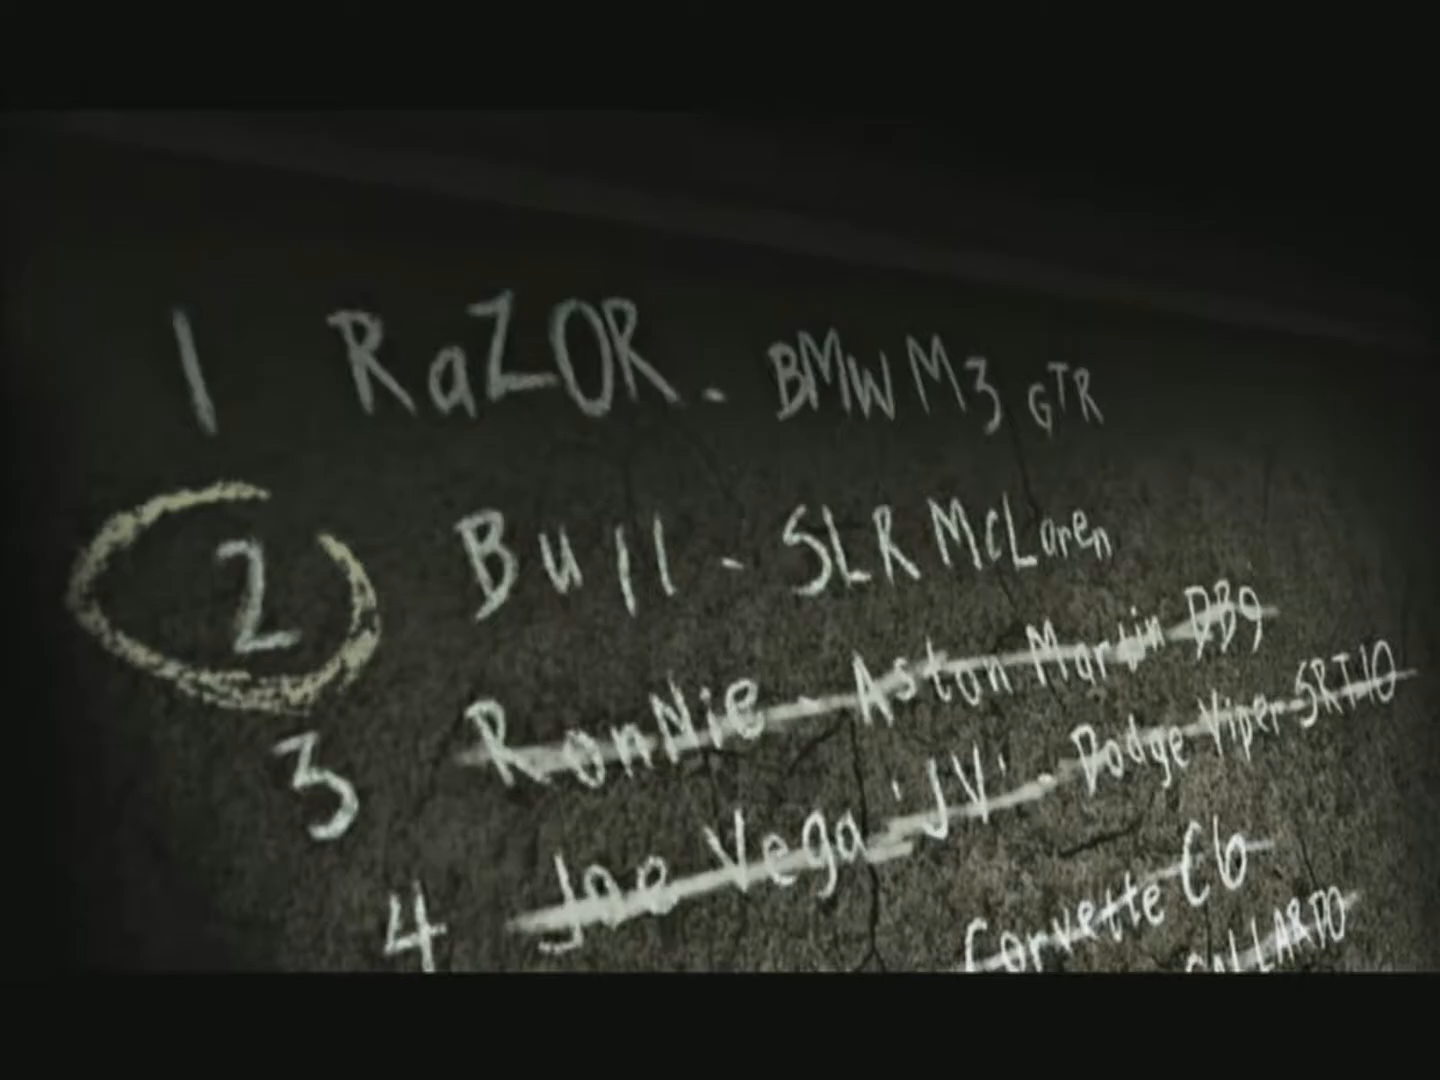 1 RaZOR - BMW M3 GTR
2 Bull - SLR McLaren
3 RonNie - Aston Martin DB9
4 Joe Vega 'JV' - Dodge Viper SRT10
Corvette C6
GALLARDO